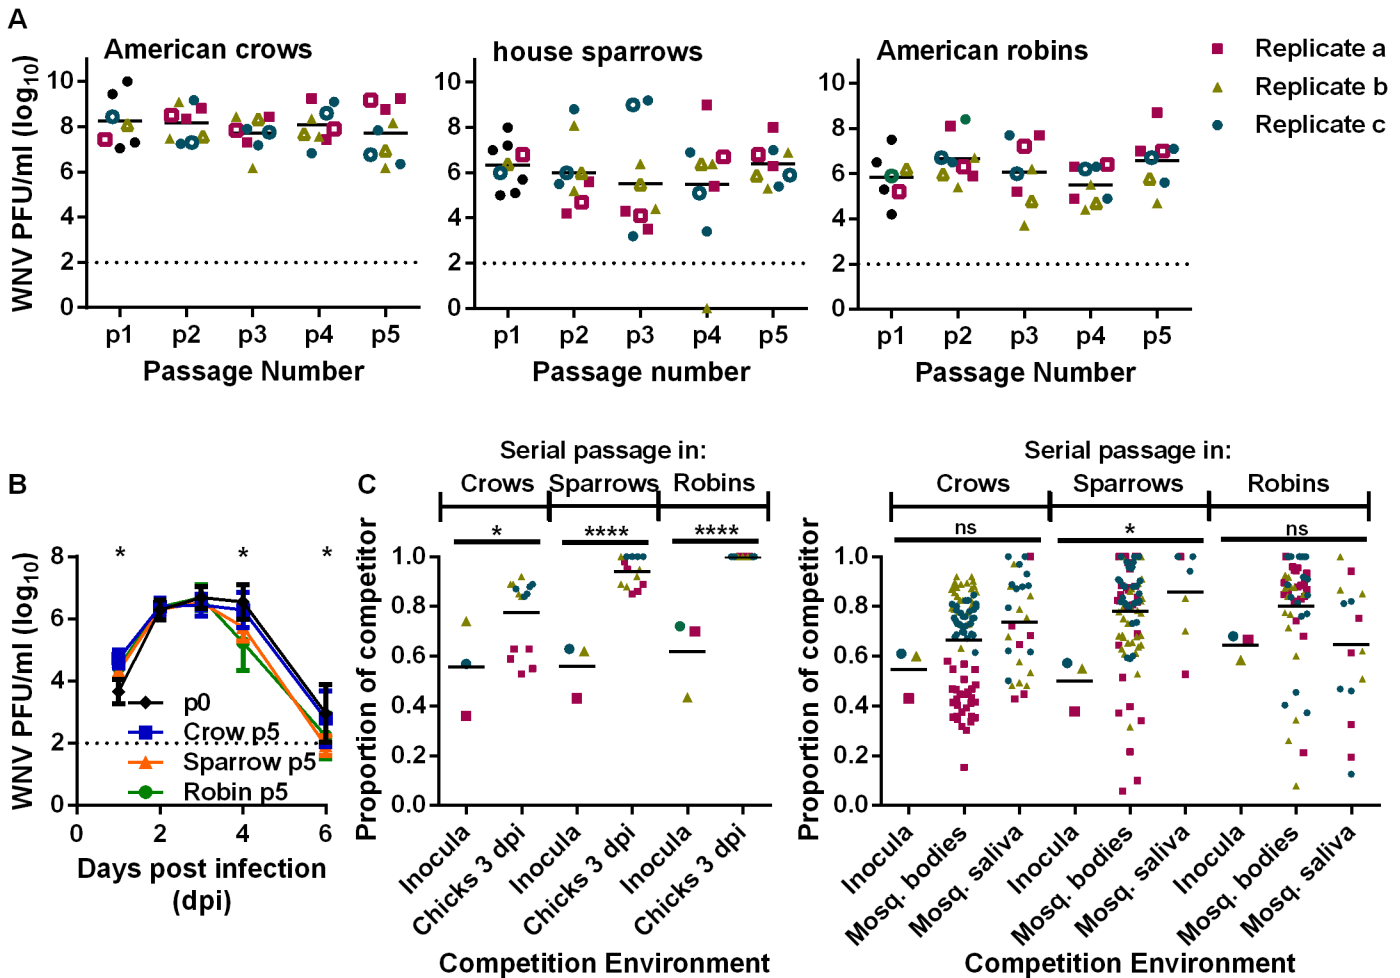 A
American crows
house sparrows
American robins
Replicate a
Replicate b
Replicate c
WNV PFU/ml (log10)
10
8
6
4
2
0
p1 p2 p3 p4 p5
Passage Number
10
8
6
4
2
0
p1 p2 p3 p4 p5
Passage number
10
8
6
4
2
0
p1 p2 p3 p4 p5
Passage Number
B
WNV PFU/ml (log10)
8
6
4
2
0
* * *
p0
Crow p5
Sparrow p5
Robin p5
0 2 4 6
Days post infection
(dpi)
C
Serial passage in:
Crows Sparrows Robins
* **** ****
Proportion of competitor
1.0
0.8
0.6
0.4
0.2
0.0
Inocula
Chicks 3 dpi
Inocula
Chicks 3 dpi
Inocula
Chicks 3 dpi
Competition Environment
Serial passage in:
Crows Sparrows Robins
ns * ns
Proportion of competitor
1.0
0.8
0.6
0.4
0.2
0.0
Inocula
Mosq. bodies
Mosq. saliva
Inocula
Mosq. bodies
Mosq. saliva
Inocula
Mosq. bodies
Mosq. saliva
Competition Environment